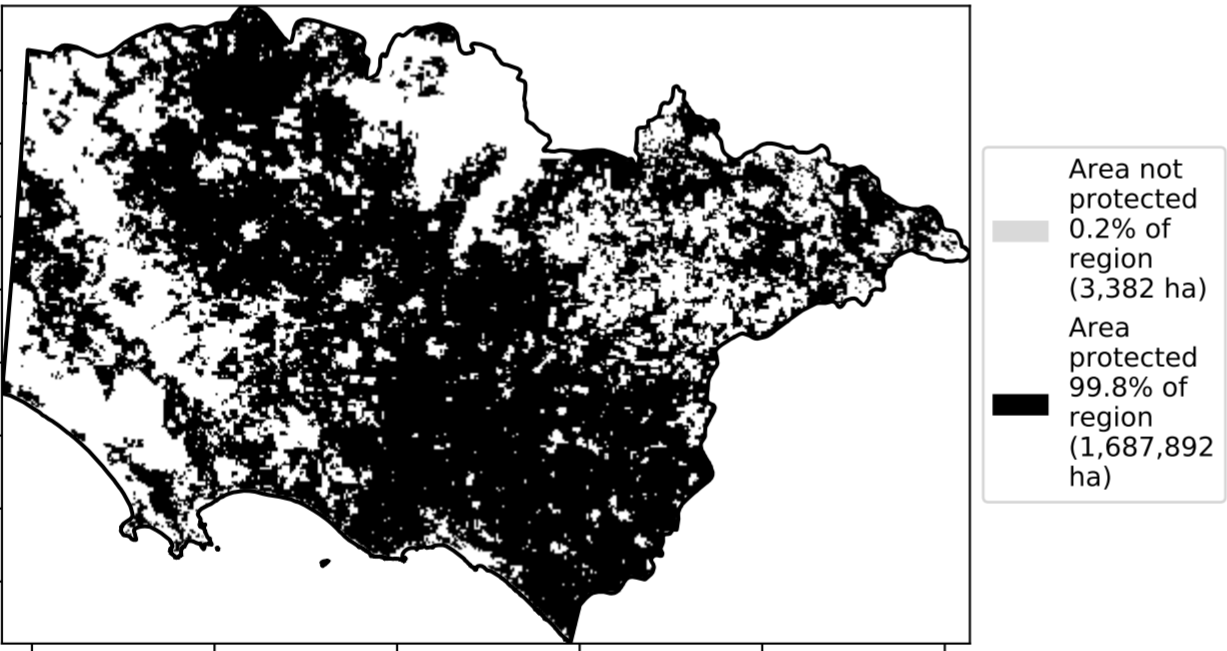 Area not
protected
0.2% of
region
(3,382 ha)
Area
protected
99.8% of
region
(1,687,892
ha)